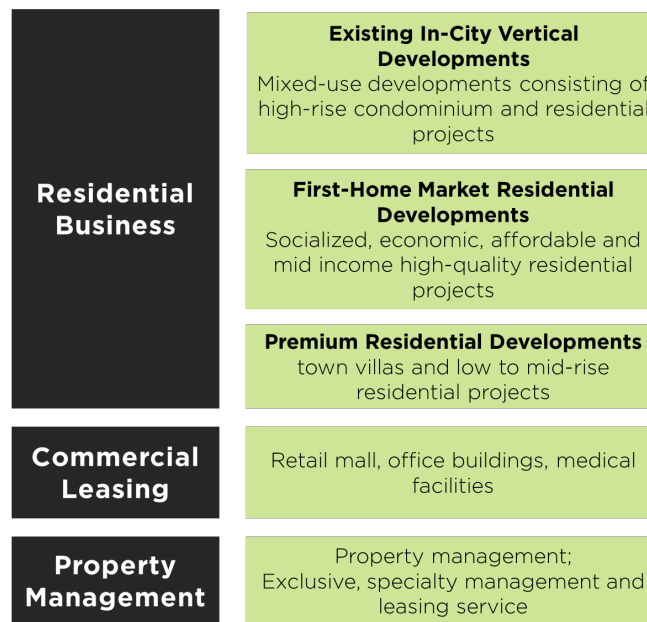 Residential
Business
Existing In-City Vertical
Developments
Mixed-use developments consisting of
high-rise condominium and residential
projects
First-Home Market Residential
Developments
Socialized, economic, affordable and
mid income high-quality residential
projects
Premium Residential Developments
town villas and low to mid-rise
residential projects
Commercial
Leasing
Retail mall, office buildings, medical
facilities
Property
Management
Property management;
Exclusive, specialty management and
leasing service